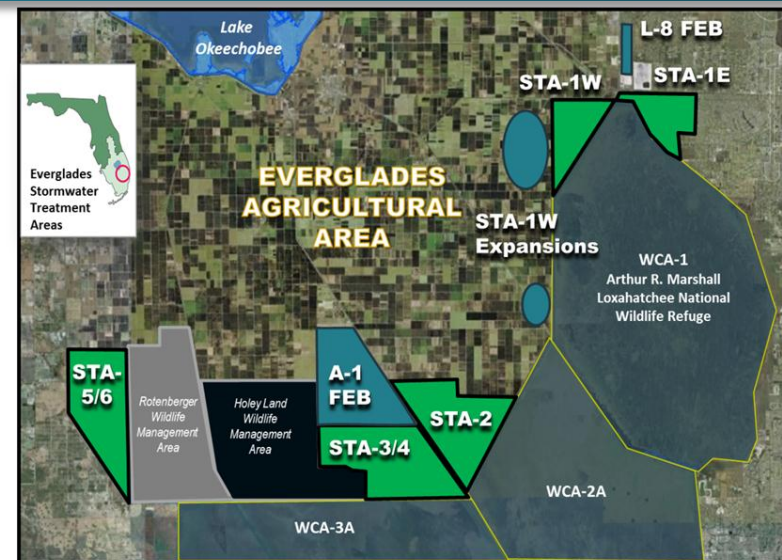 Lake
Okeechobee
L-8 FEB
STA-1W
STA-1E
Everglades
Stormwater
Treatment
Areas
EVERGLADES
AGRICULTURAL
AREA
STA-1W
Expansions
WCA-1
Arthur R. Marshall
Loxahatchee National
Wildlife Refuge
STA-
5/6
Rotenberger
Wildlife
Management
Area
Holey Land
Wildlife
Management
Area
A-1
FEB
STA-3/4
STA-2
WCA-2A
WCA-3A